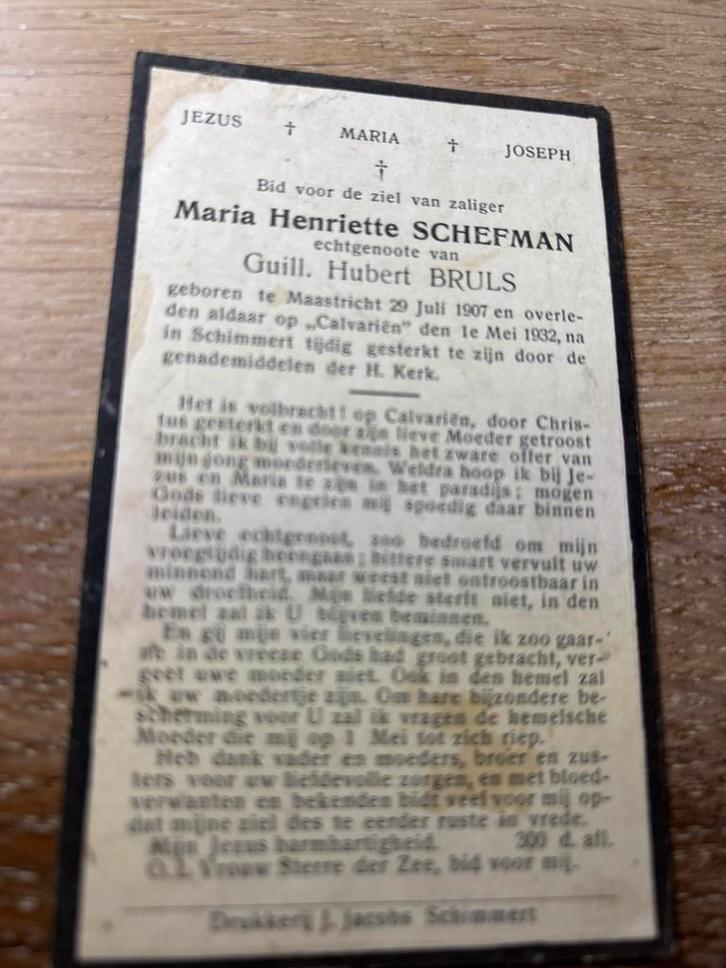 JEZUS † MARIA † JOSEPH
†
Bid voor de ziel van zaliger
Maria Henriette SCHEFMAN
echtgenoote van
Guill. Hubert BRULS
geboren te Maastricht 29 Juli 1907 en overle-
den aldaar op „Calvariën” den 1e Mei 1932, na
in Schimmert tijdig gesterkt te zijn door de
genademiddelen der H. Kerk.
Het is volbracht! op Calvariën, door Chris-
tus gesterkt en door zijn lieve Moeder getroost
bracht ik bij volle kennis het zware offer van
mijn jong moederleven. Weldra hoop ik bij Je-
zus en Maria te zijn in het paradijs; mogen
Gods lieve engelen mij spoedig daar binnen
leiden.
Lieve echtgenoot, zoo bedroefd om mijn
vroegtijdig heengaan; bittere smart vervult uw
minnend hart, maar weest niet ontroostbaar in
uw droefheid. Mijn liefde sterft niet, in den
hemel zal ik U blijven beminnen.
En gij mijn vier lievelingen, die ik zoo gaar-
ne in de vreeze Gods had groot gebracht, ver-
geet uwe moeder niet. Ook in den hemel zal
ik uw moedertje zijn. Om hare bijzondere be-
scherming voor U zal ik vragen de hemelsche
Moeder die mij op 1 Mei tot zich riep.
Heb dank vader en moeders, broer en zus-
ters voor uw liefdevolle zorgen, en met bloed-
verwanten en bekenden bidt veel voor mij op-
dat mijne ziel des te eerder ruste in vrede.
Mijn Jezus barmhartigheid. 300 d. afl.
O. L. Vrouw Sterre der Zee, bid voor mij.
Drukkerij J. Jacobs Schimmert